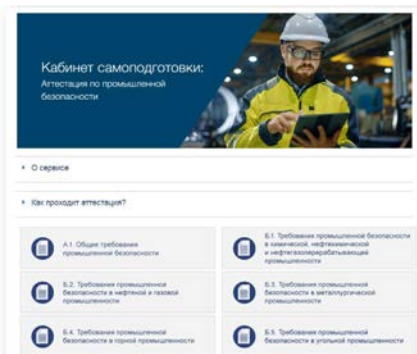 Кабинет самоподготовки:
Аттестация по промышленной
безопасности
О сервисе
Как проходит аттестация?
А.1. Общие требования
промышленной безопасности
Б.1. Требования промышленной безопасности
в химической, нефтехимической
и нефтегазоперерабатывающей
промышленности
Б.2. Требования промышленной
безопасности в нефтяной и газовой
промышленности
Б.3. Требования промышленной
безопасности в металлургической
промышленности
Б.4. Требования промышленной
безопасности в горной промышленности
Б.5. Требования промышленной
безопасности в угольной промышленности